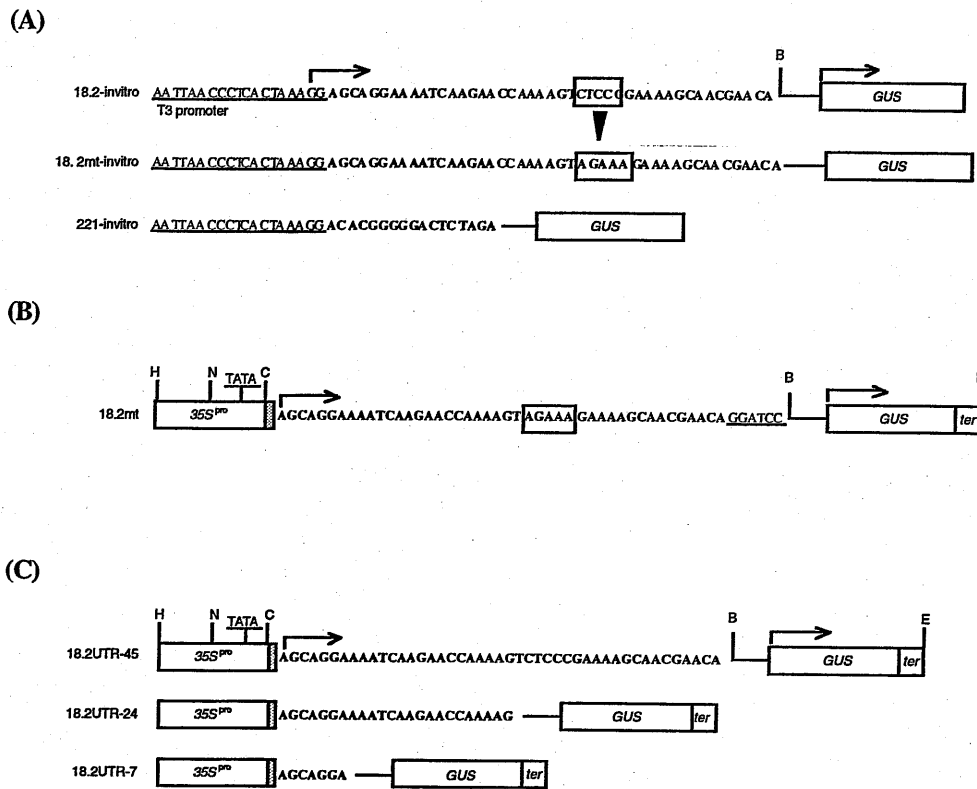 (A)
B
18.2-invitro AATTAACCCTCACTAAAGGAGCAGGAAAATCAAGAACCAAAAGTCTCCCGAAAAGCAACGAACA GUS
T3 promoter
18.2mt-invitro AATTAACCCTCACTAAAGGAGCAGGAAAATCAAGAACCAAAAGTAGAAAGAAAAGCAACGAACA GUS
221-invitro AATTAACCCTCACTAAAGGACACGGGGGACTCTAGA GUS
(B)
H N TATA C B
18.2mt 35Spro AGCAGGAAAATCAAGAACCAAAAGTAGAAAGAAAAGCAACGAACAGGATCC GUS ter
(C)
H N TATA C B E
18.2UTR-45 35Spro AGCAGGAAAATCAAGAACCAAAAGTCTCCCGAAAAGCAACGAACA GUS ter
18.2UTR-24 35Spro AGCAGGAAAATCAAGAACCAAAAG GUS ter
18.2UTR-7 35Spro AGCAGGA GUS ter